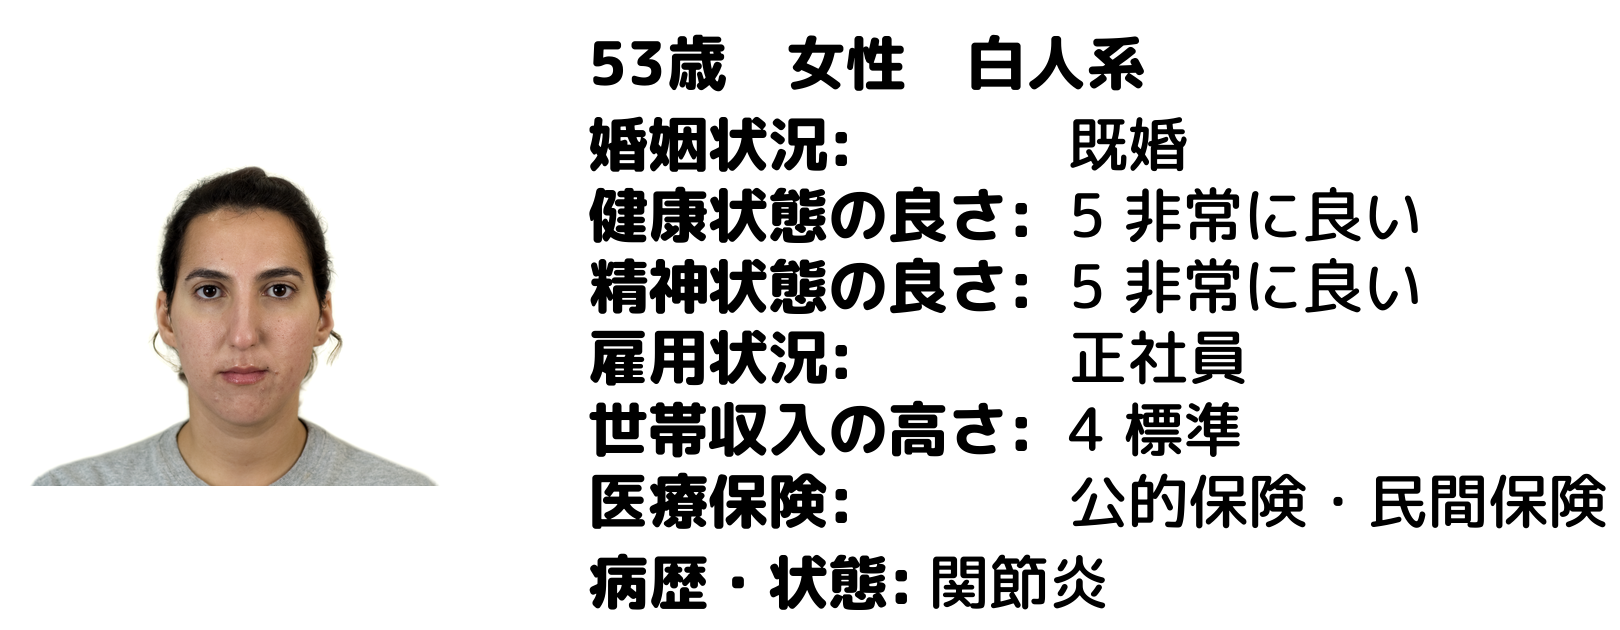 53歳　女性　白人系
婚姻状況: 既婚
健康状態の良さ: 5 非常に良い
精神状態の良さ: 5 非常に良い
雇用状況: 正社員
世帯収入の高さ: 4 標準
医療保険: 公的保険・民間保険
病歴・状態: 関節炎